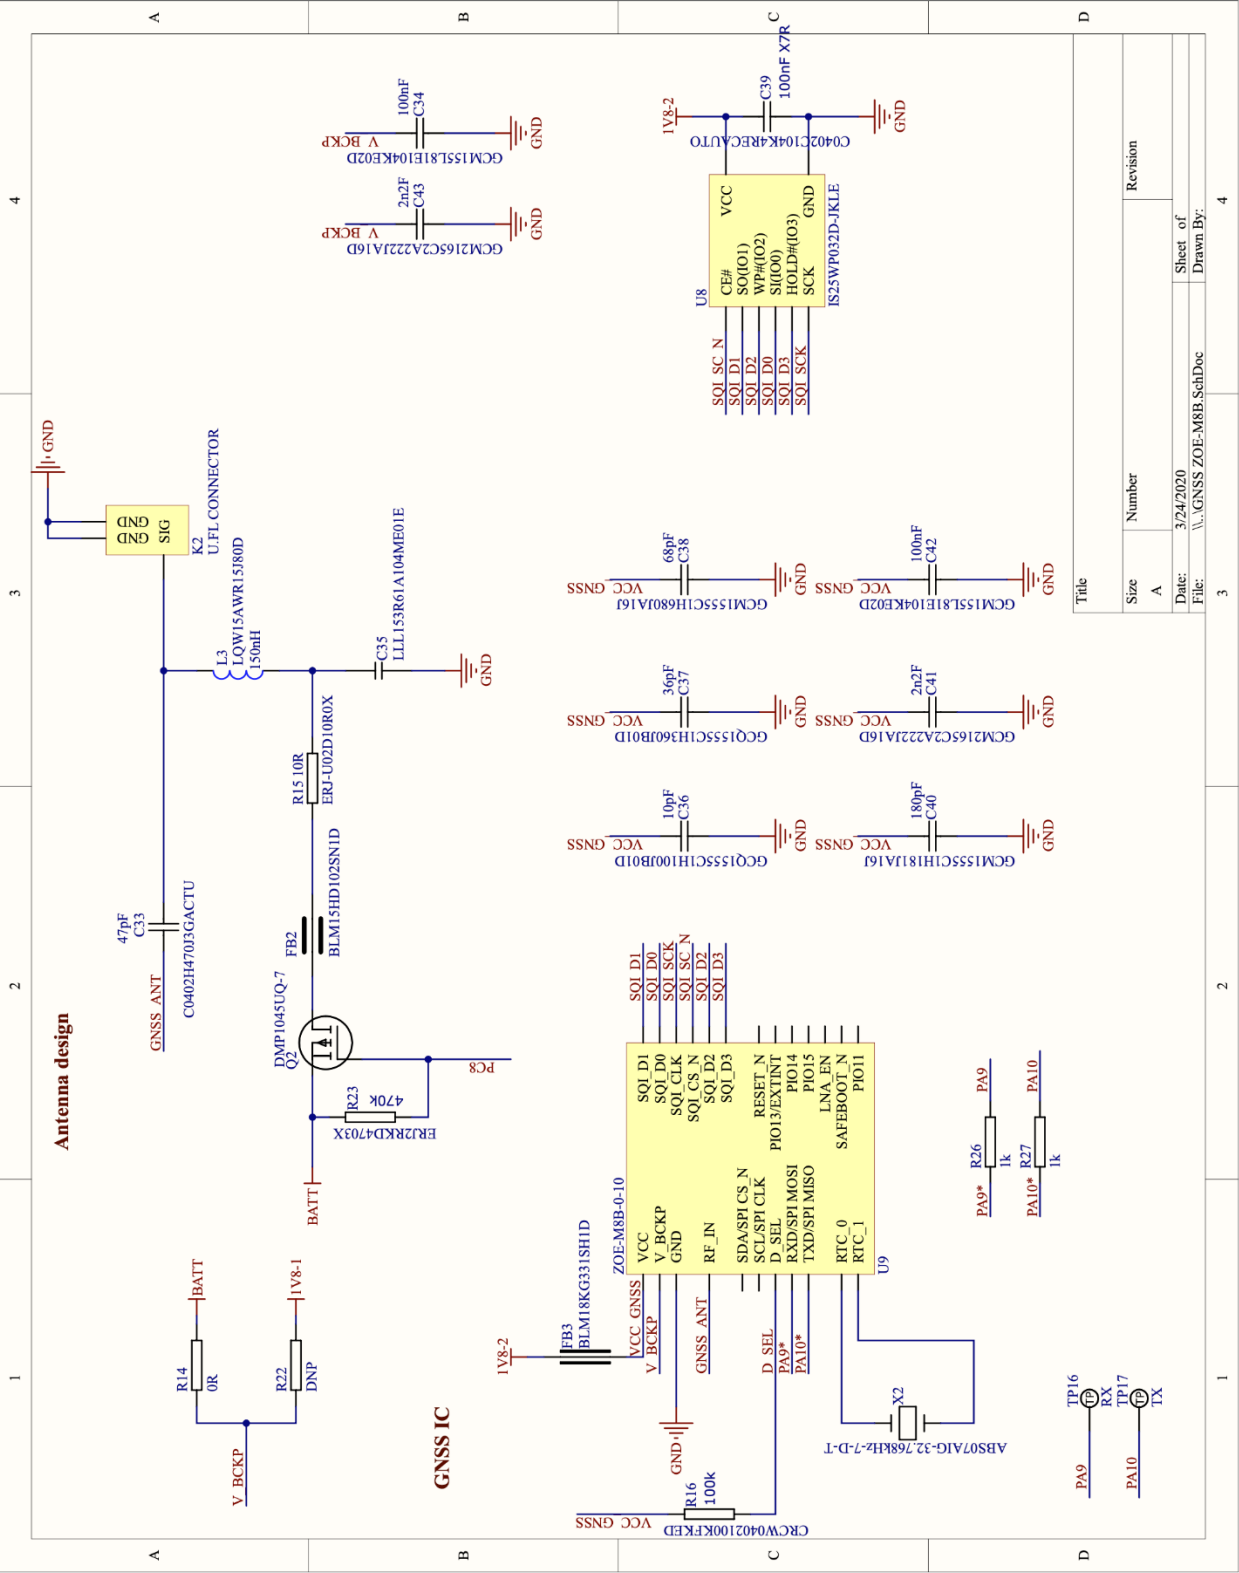 Antenna design
V_BCKP
R14
0R
BATT
R22
DNP
1V8-1
BATT
R23
470k
ERJ2RKD4703X
DMP1045UQ-7
Q2
PC8
GNSS_ANT
47pF
C33
C0402H470J3GACTU
FB2
BLM15HD102SN1D
R15 10R
ERJ-U02D10R0X
L3
LQW15AWR15J80D
150nH
C35
LLL153R61A104ME01E
GND
K2
U.FL CONNECTOR
GND
GND
SIG
GND
V_BCKP
2n2F
C43
GCM2165C2A222JA16D
GND
V_BCKP
100nF
C34
GCM155L81E104KE02D
GND
GNSS IC
1V8-2
FB3
BLM18KG331SH1D
VCC_GNSS
V_BCKP
GND
GNSS_ANT
D_SEL
PA9*
PA10*
VCC_GNSS
R16
100k
CRCW0402100KFKED
X2
ABS07AIG-32.768kHz-7-D-T
ZOE-M8B-0-10
VCC
V_BCKP
GND
RF_IN
SDA/SPI CS_N
SCL/SPI CLK
D_SEL
RXD/SPI MOSI
TXD/SPI MISO
RTC_0
RTC_1
SQI_D1
SQI_D0
SQI_CLK
SQI_CS_N
SQI_D2
SQI_D3
RESET_N
PIO13/EXTINT
PIO14
PIO15
LNA_EN
SAFEBOOT_N
PIO11
U9
SQI_D1
SQI_D0
SQI_SCK
SQI_SC_N
SQI_D2
SQI_D3
VCC_GNSS
10pF
C36
GCQ1555C1H100JB01D
GND
VCC_GNSS
36pF
C37
GCQ1555C1H360JB01D
GND
VCC_GNSS
68pF
C38
GCM1555C1H680JA16J
GND
VCC_GNSS
180pF
C40
GCM1555C1H181JA16J
GND
VCC_GNSS
2n2F
C41
GCM2165C2A222JA16D
GND
VCC_GNSS
100nF
C42
GCM155L81E104KE02D
GND
U8
SQI_SC_N
SQI_D1
SQI_D2
SQI_D0
SQI_D3
SQI_SCK
CE#
SO(IO1)
WP#(IO2)
SI(IO0)
HOLD#(IO3)
SCK
VCC
GND
IS25WP032D-JKLE
1V8-2
C39
100nF X7R
C0402C104K4RECAUTO
GND
PA9*
R26
1k
PA9
PA10*
R27
1k
PA10
PA9
TP16
TP
RX
PA10
TP17
TP
TX
Title
Size
A
Number
Revision
Date:
3/24/2020
Sheet of
File:
\\..\GNSS ZOE-M8B.SchDoc
Drawn By:
1
2
3
4
1
2
3
4
A
B
C
D
A
B
C
D